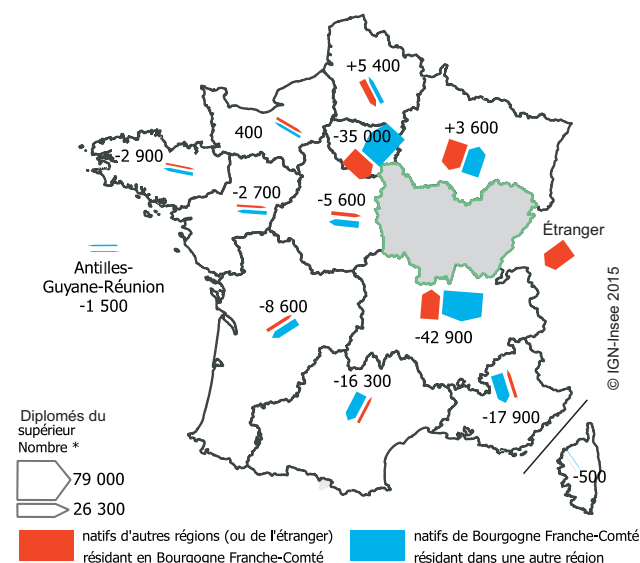 +5 400
400
-35 000
+3 600
-2 900
-2 700
-5 600
Étranger
Antilles-
Guyane-Réunion
-1 500
-8 600
-42 900
-16 300
-17 900
-500
© IGN-Insee 2015
Diplomés du
supérieur
Nombre *
79 000
26 300
natifs d'autres régions (ou de l'étranger)
résidant en Bourgogne Franche-Comté
natifs de Bourgogne Franche-Comté
résidant dans une autre région